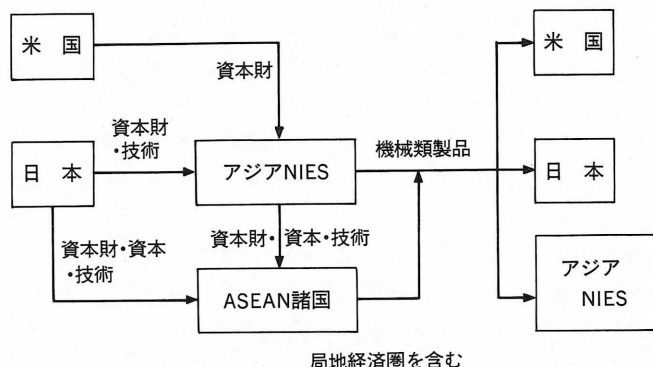 米 国
資本財
米 国
資本財
・技術
日 本
アジアNIES
機械類製品
日 本
資本財・資本
・技術
資本財・資本・技術
ASEAN諸国
アジア
NIES
局地経済圏を含む